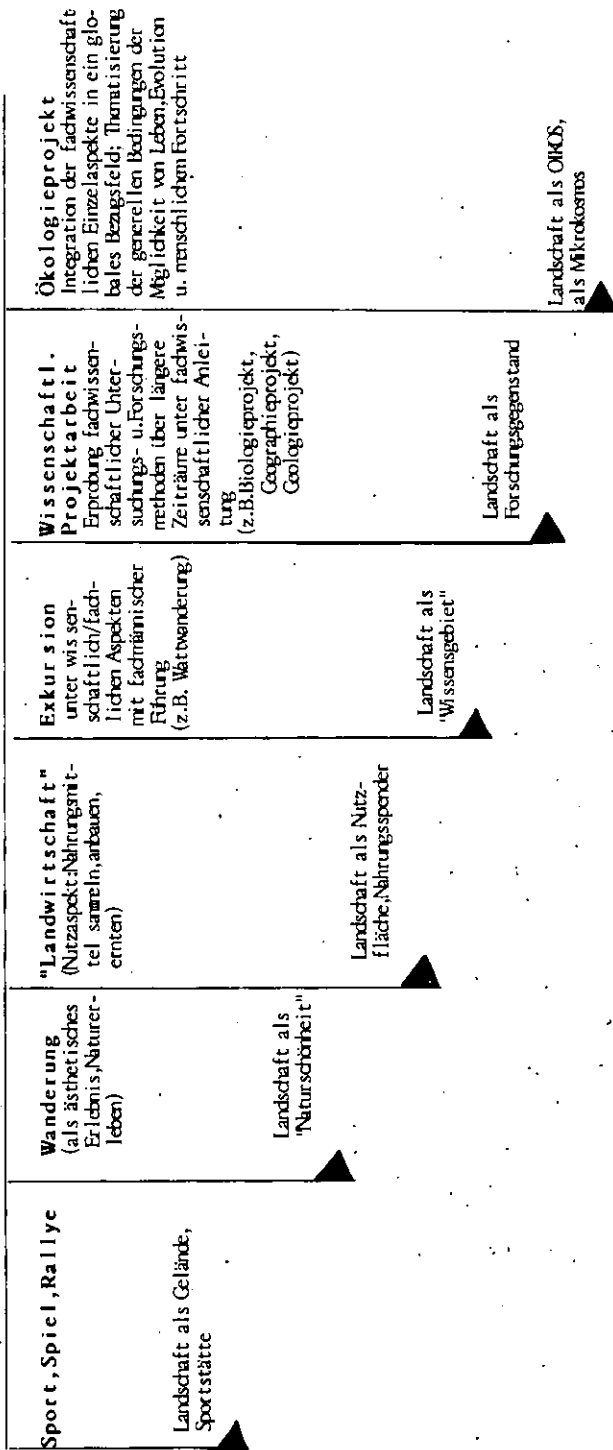 Sport,Spiel,Rallye
Landschaft als Gelände,
Sportstätte
Wanderung
(als ästhetisches
Erlebnis,Naturer-
leben)
Landschaft als
"Naturschönheit"
"Landwirtschaft"
(Nutzaspekt:Nahrungsmit-
tel sammeln,anbauen,
ernten)
Landschaft als Nutz-
fläche,Nahrungsspender
Exkursion
unter wissen-
schaftlich/fach-
lichen Aspekten
mit fachmännischer
Führung
(z.B. Wattwanderung)
Landschaft als
"Wissensgebiet"
Wissenschaftl.
Projektarbeit
Erprobung fachwissen-
schaftlicher Unter-
suchungs- u.Forschungs-
methoden über längere
Zeiträume unter fachwis-
senschaftlicher Anlei-
tung
(z.B.Biologieprojekt,
Geographieprojekt,
Geologieprojekt)
Landschaft als
Forschungsgegenstand
Ökologieprojekt
Integration der fachwissenschaft
lichen Einzelaspekte in ein glo-
bales Bezugsfeld; Thematisierung
der generellen Bedingungen der
Möglichkeit von Leben,Evolution
u. menschlichem Fortschritt
Landschaft als OIKOS,
als Mikrokosmos